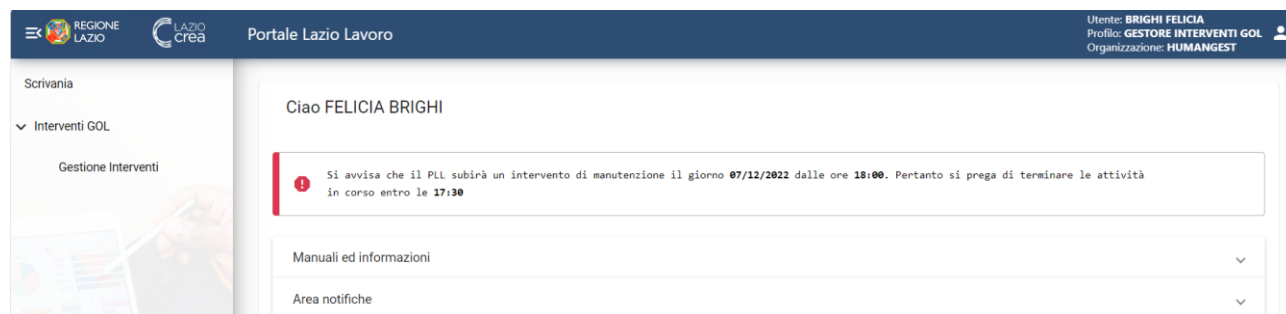 REGIONE
LAZIO
LAZIO
crea
Portale Lazio Lavoro
Utente: BRIGHI FELICIA
Profilo: GESTORE INTERVENTI GOL
Organizzazione: HUMANGEST
Scrivania
Interventi GOL
Gestione Interventi
Ciao FELICIA BRIGHI
Si avvisa che il PLL subirà un intervento di manutenzione il giorno 07/12/2022 dalle ore 18:00. Pertanto si prega di terminare le attività
in corso entro le 17:30
Manuali ed informazioni
Area notifiche